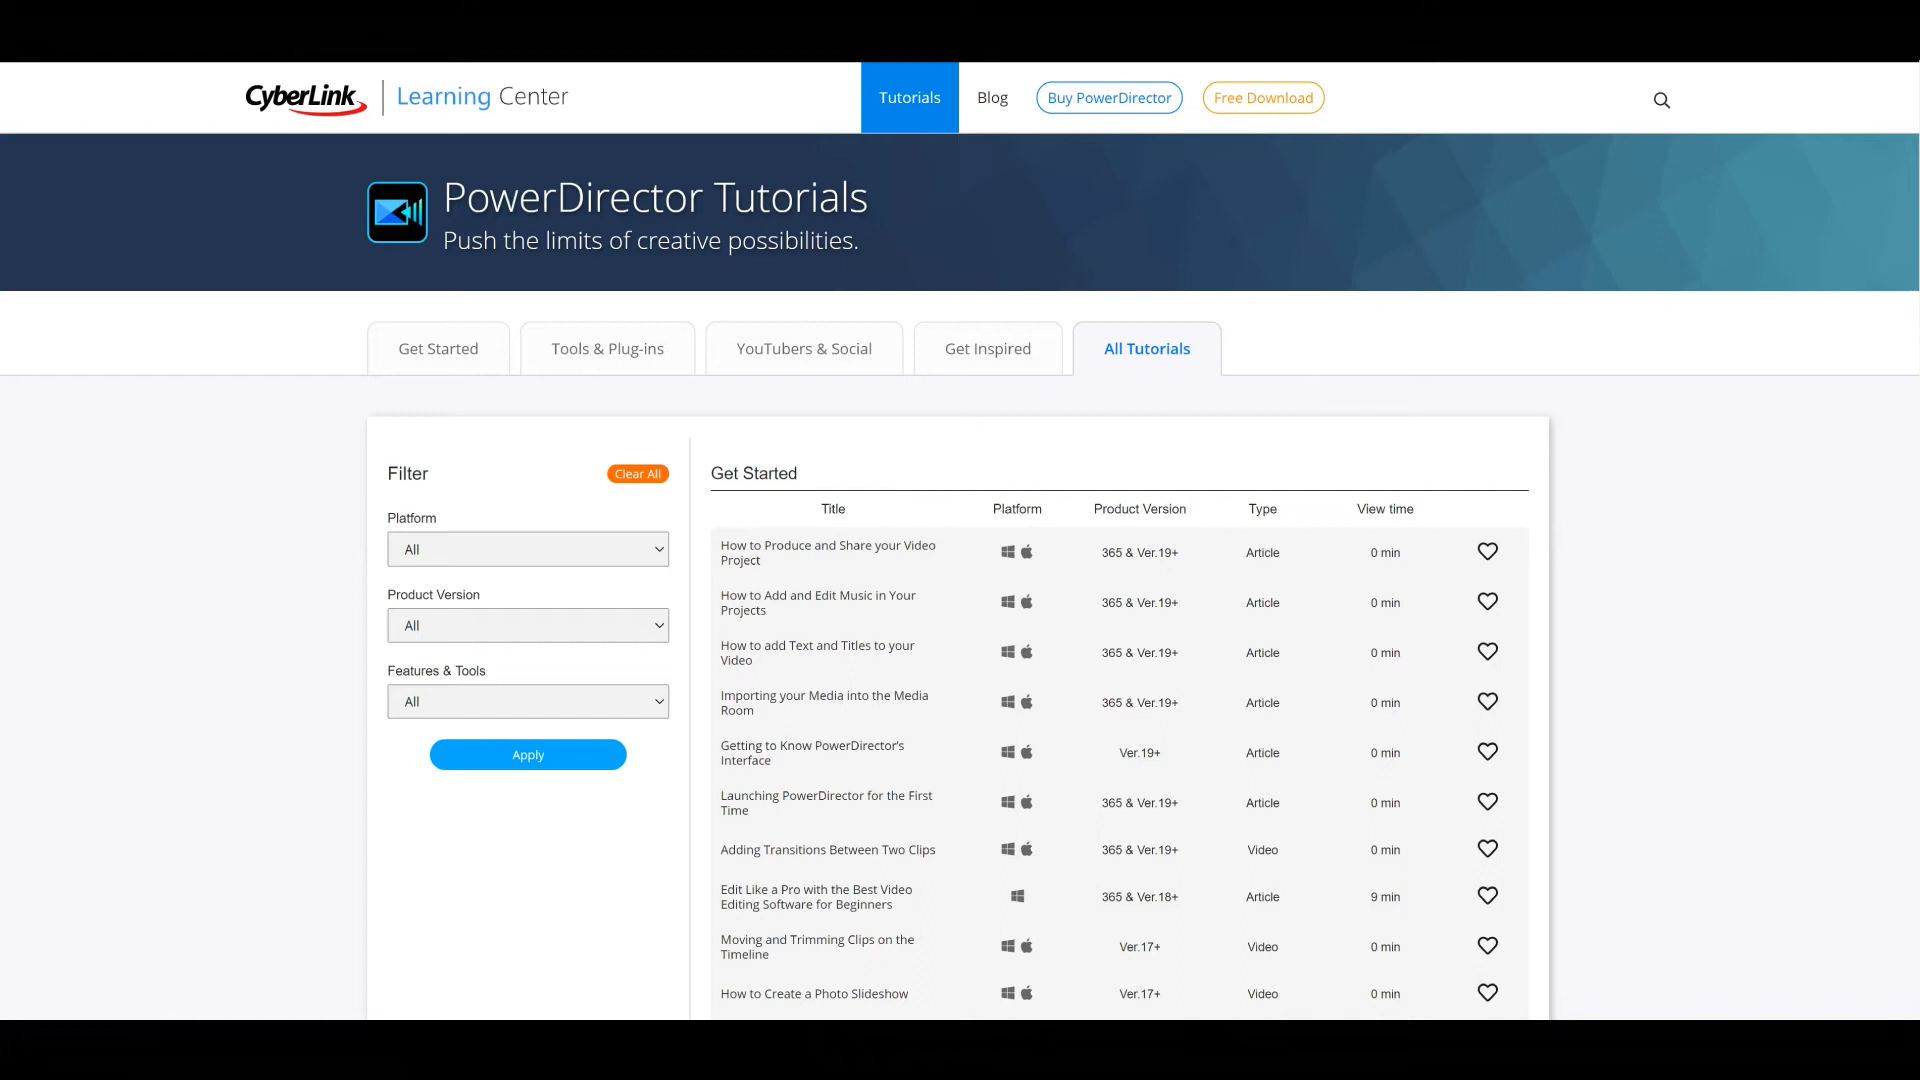 CyberLink Learning Center Tutorials Blog Buy PowerDirector Free Download
PowerDirector Tutorials
Push the limits of creative possibilities.
Get Started Tools & Plug-ins YouTubers & Social Get Inspired All Tutorials
Filter Clear All
Platform
All
Product Version
All
Features & Tools
All
Apply
Get Started
Title Platform Product Version Type View time
How to Produce and Share your Video
Project
365 & Ver.19+ Article 0 min
How to Add and Edit Music in Your
Projects
365 & Ver.19+ Article 0 min
How to add Text and Titles to your
Video
365 & Ver.19+ Article 0 min
Importing your Media into the Media
Room
365 & Ver.19+ Article 0 min
Getting to Know PowerDirector's
Interface
Ver.19+ Article 0 min
Launching PowerDirector for the First
Time
365 & Ver.19+ Article 0 min
Adding Transitions Between Two Clips 365 & Ver.19+ Video 0 min
Edit Like a Pro with the Best Video
Editing Software for Beginners
365 & Ver.18+ Article 9 min
Moving and Trimming Clips on the
Timeline
Ver.17+ Video 0 min
How to Create a Photo Slideshow Ver.17+ Video 0 min